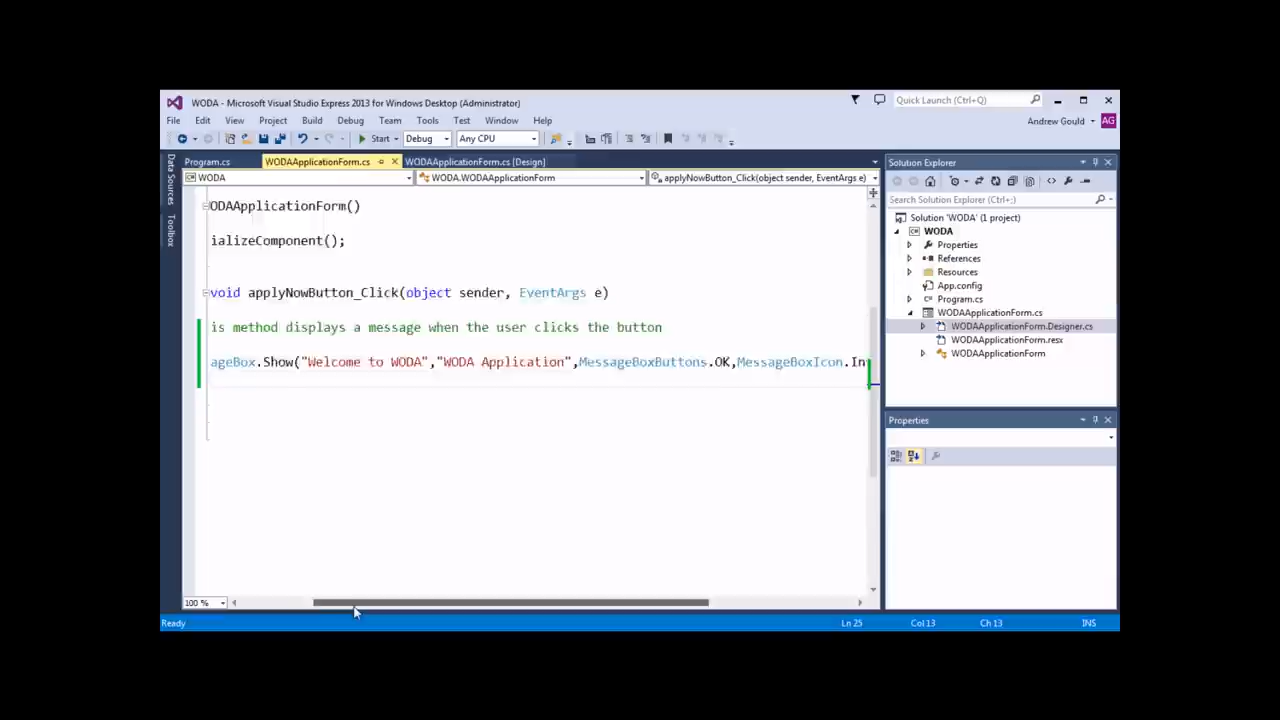 WODA - Microsoft Visual Studio Express 2013 for Windows Desktop (Administrator)
Quick Launch (Ctrl+Q)
File Edit View Project Build Debug Team Tools Test Window Help
Andrew Gould AG
Start Debug Any CPU
Program.cs WODAApplicationForm.cs WODAApplicationForm.cs [Design]
WODA WODA.WODAApplicationForm applyNowButton_Click(object sender, EventArgs e)
Data Sources
Toolbox
ODAApplicationForm()
ializeComponent();
void applyNowButton_Click(object sender, EventArgs e)
is method displays a message when the user clicks the button
ageBox.Show("Welcome to WODA","WODA Application",MessageBoxButtons.OK,MessageBoxIcon.In
100 %
Solution Explorer
Search Solution Explorer (Ctrl+;)
Solution 'WODA' (1 project)
WODA
Properties
References
Resources
App.config
Program.cs
WODAApplicationForm.cs
WODAApplicationForm.Designer.cs
WODAApplicationForm.resx
WODAApplicationForm
Properties
Ready Ln 25 Col 13 Ch 13 INS